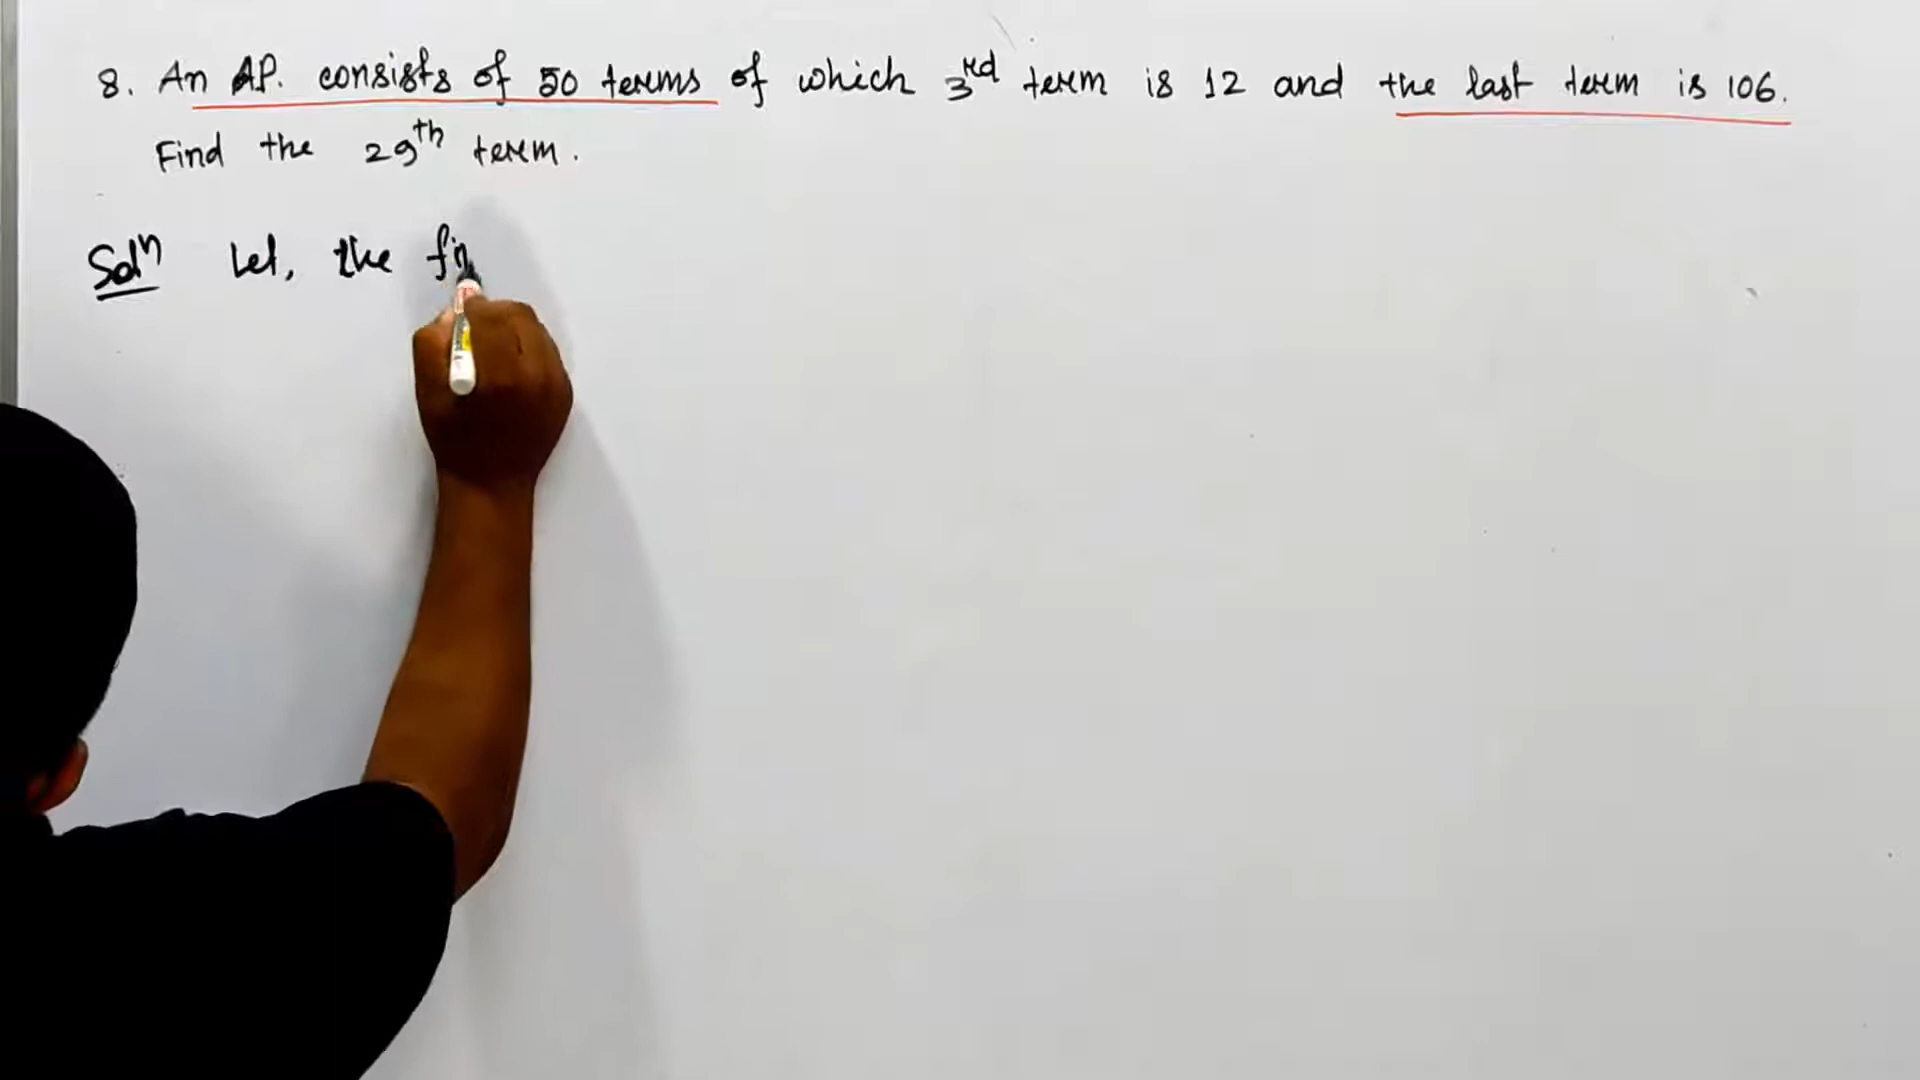 8. An AP. consists of 50 terms of which 3rd term is 12 and the last term is 106.
Find the 29th term.
Solⁿ Let, the fi